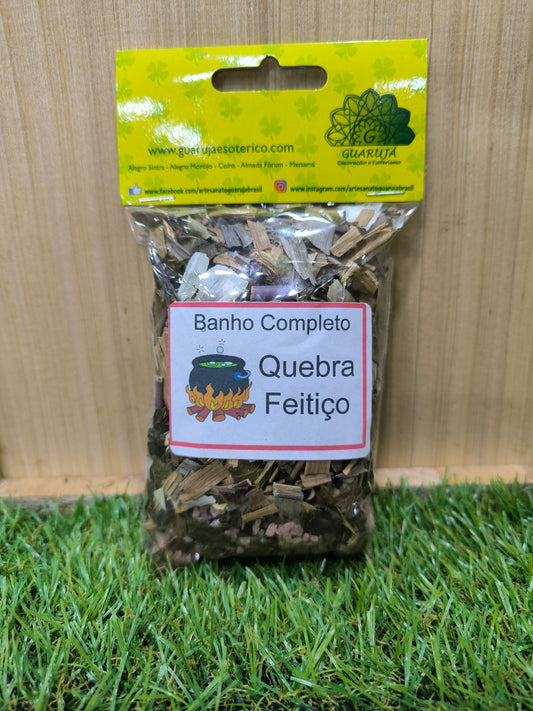 www.guarujaesoterico.com
Alegro Sintra - Alegro Montijo - Coina - Almada Fórum - Massamá
www.facebook.com/artesanatoguarujabrasil
www.instagram.com/artesanatoguarujabrasil
G
GUARUJÁ
Decoração e Esoterismo
Banho Completo
Quebra
Feitiço